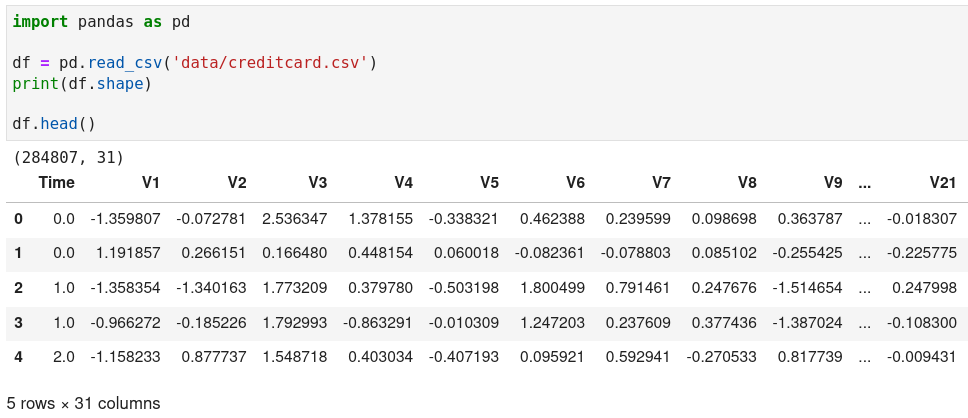 import pandas as pd
df = pd.read_csv('data/creditcard.csv')
print(df.shape)
df.head()
(284807, 31)
Time V1 V2 V3 V4 V5 V6 V7 V8 V9 ... V21
0 0.0 -1.359807 -0.072781 2.536347 1.378155 -0.338321 0.462388 0.239599 0.098698 0.363787 ... -0.018307
1 0.0 1.191857 0.266151 0.166480 0.448154 0.060018 -0.082361 -0.078803 0.085102 -0.255425 ... -0.225775
2 1.0 -1.358354 -1.340163 1.773209 0.379780 -0.503198 1.800499 0.791461 0.247676 -1.514654 ... 0.247998
3 1.0 -0.966272 -0.185226 1.792993 -0.863291 -0.010309 1.247203 0.237609 0.377436 -1.387024 ... -0.108300
4 2.0 -1.158233 0.877737 1.548718 0.403034 -0.407193 0.095921 0.592941 -0.270533 0.817739 ... -0.009431
5 rows × 31 columns